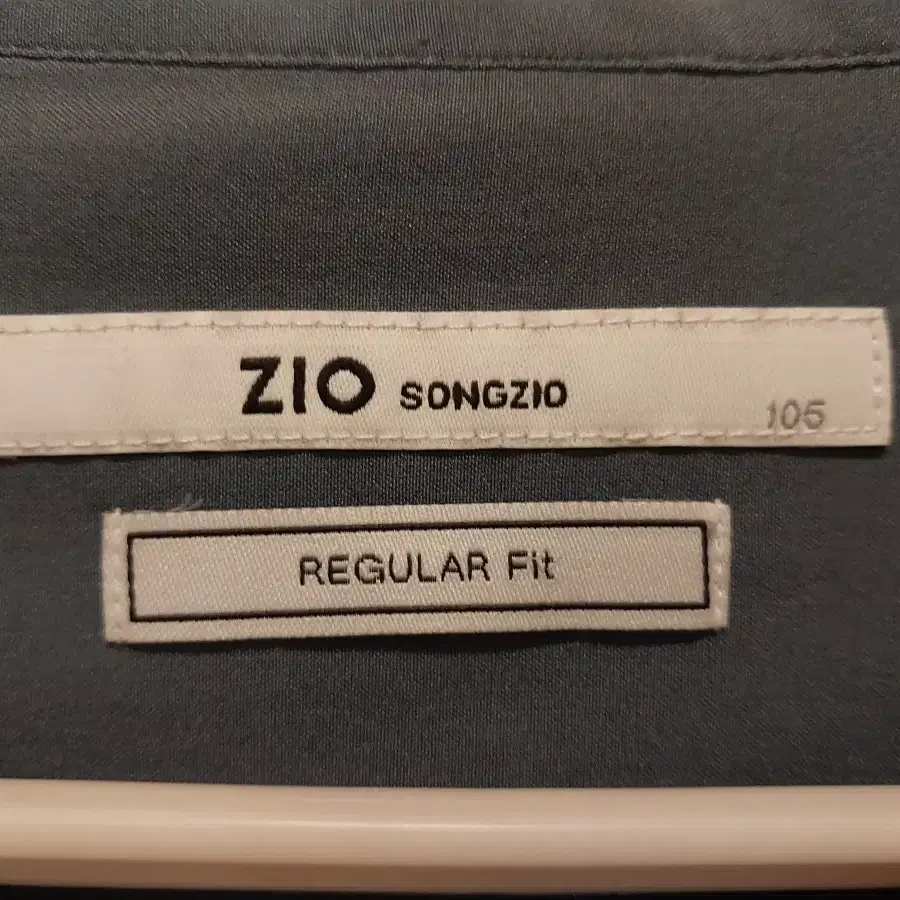 ZIO SONGZIO 105
REGULAR Fit